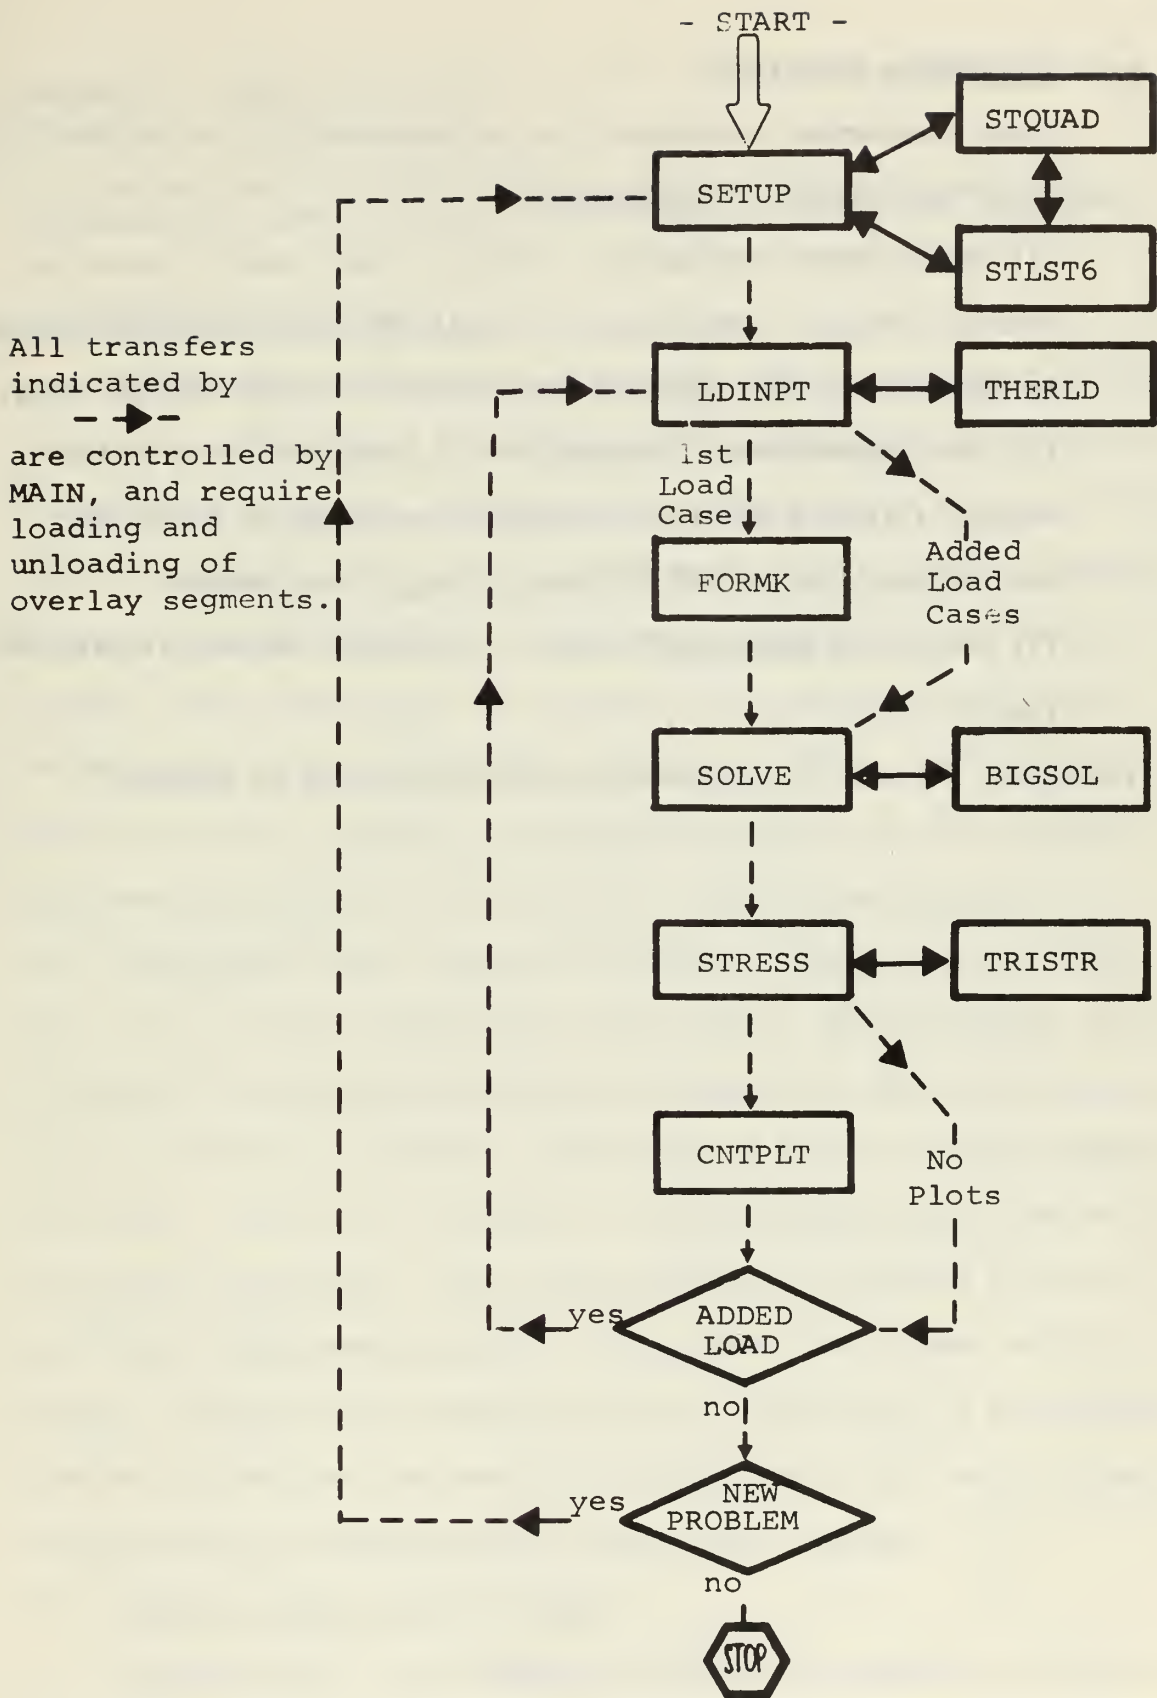 - START -
STQUAD
SETUP
STLST6
All transfers
indicated by
are controlled by
MAIN, and require
loading and
unloading of
overlay segments.
LDINPT
THERLD
1st
Load
Case
Added
Load
Cases
FORMK
SOLVE
BIGSOL
STRESS
TRISTR
CNTPLT
No
Plots
yes
ADDED
LOAD
no
yes
NEW
PROBLEM
no
STOP